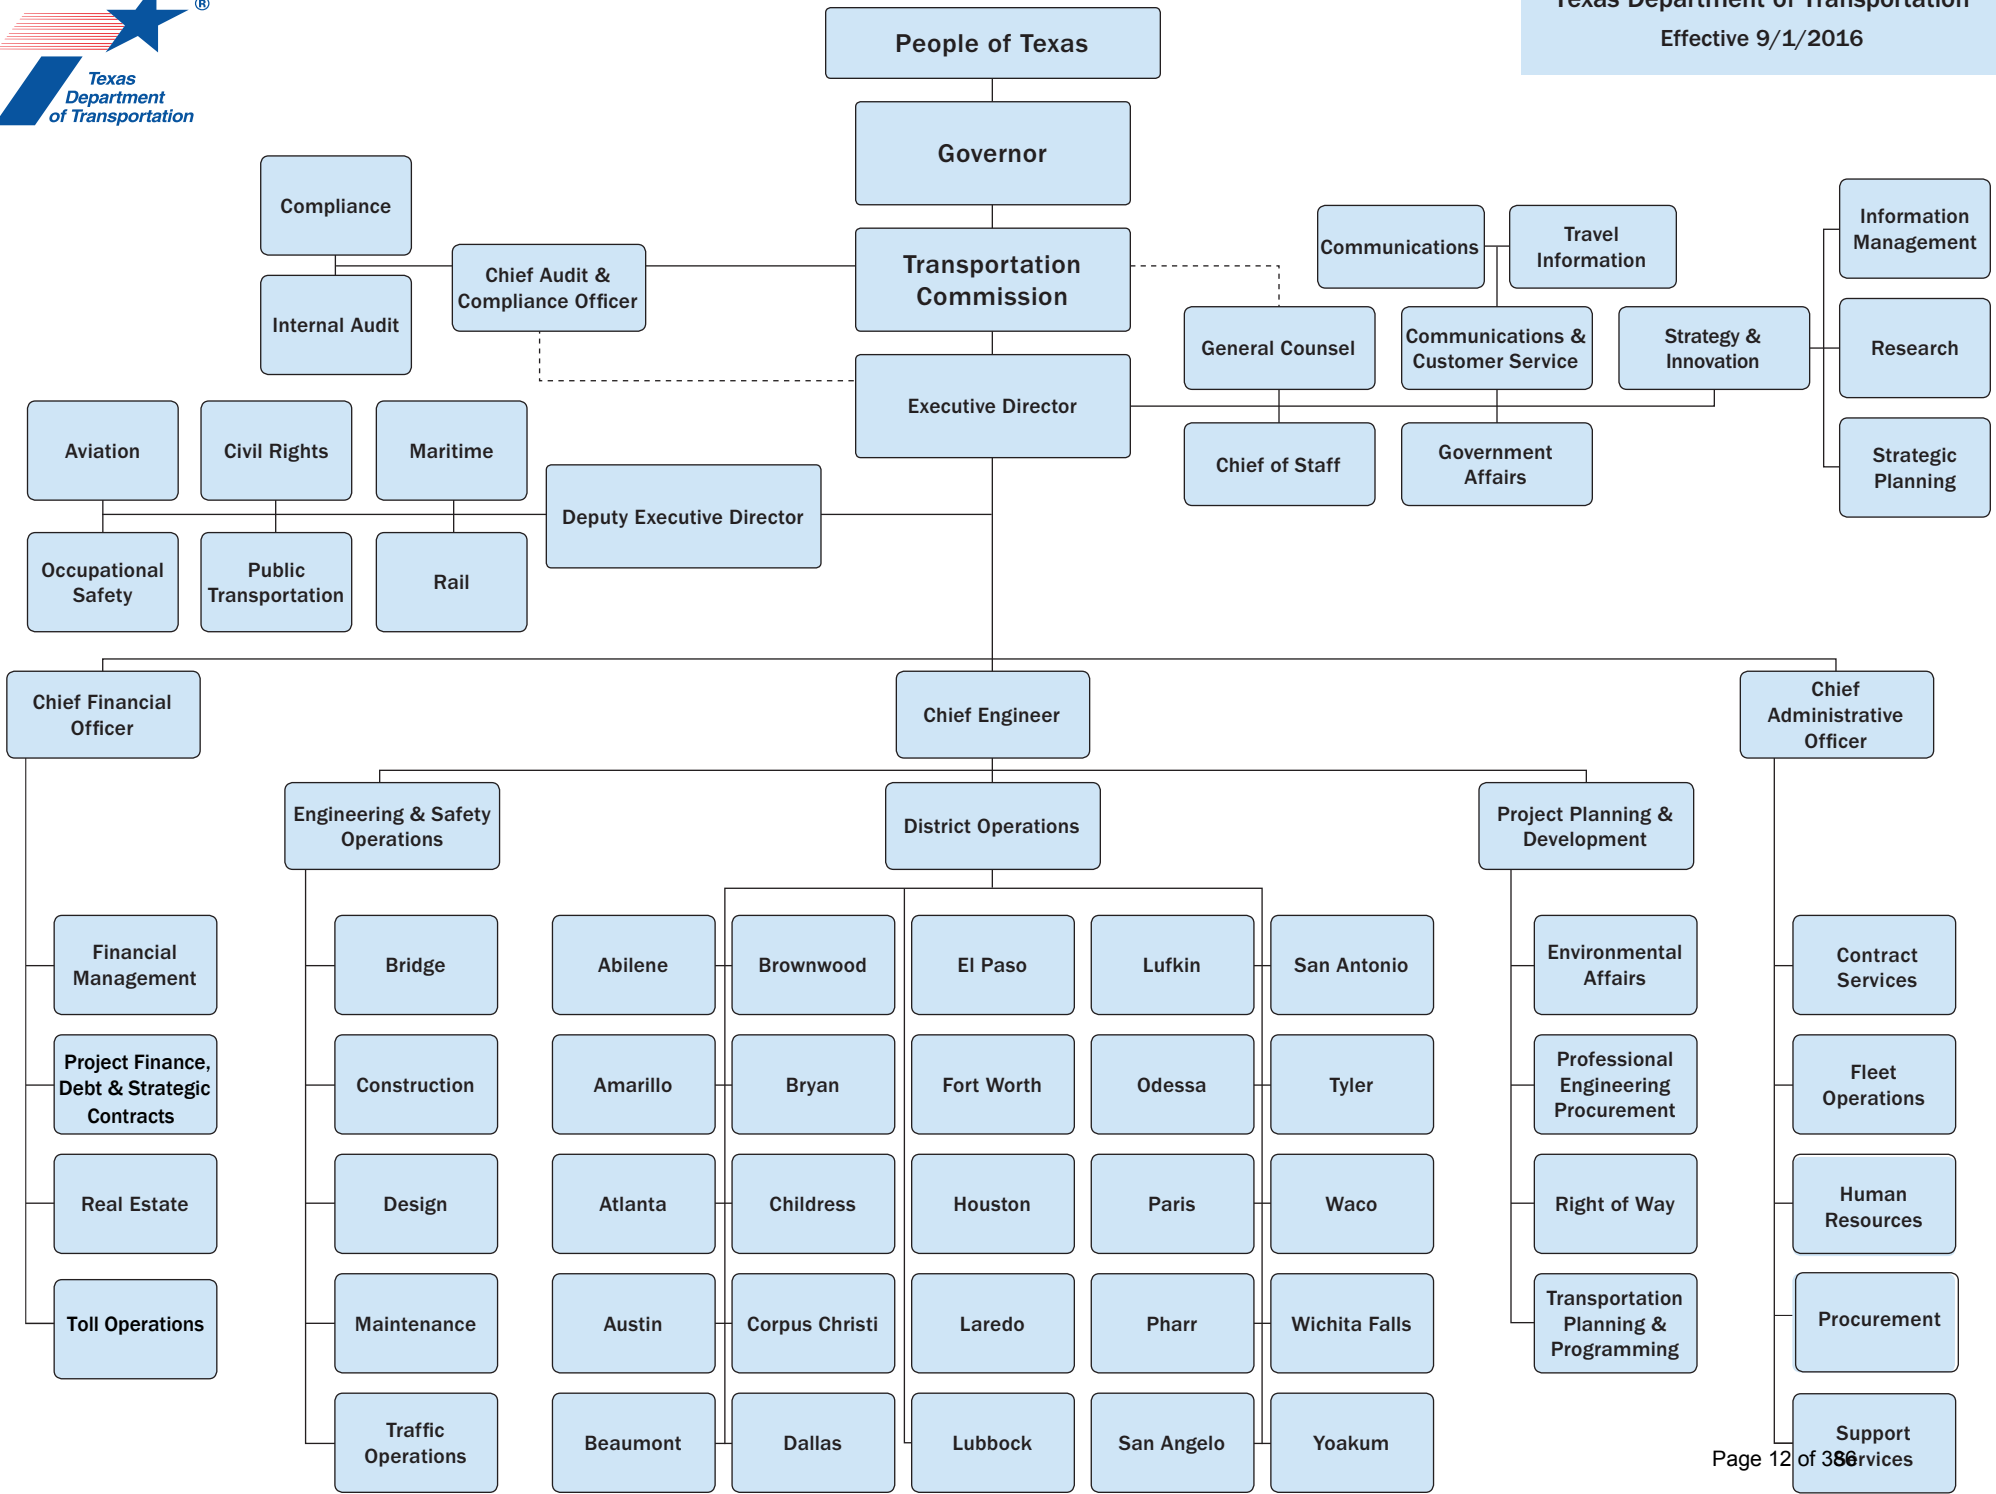 ®
Texas
Department
of Transportation
Texas Department of Transportation
Effective 9/1/2016
People of Texas
Governor
Transportation
Commission
Executive Director
Compliance
Internal Audit
Chief Audit &
Compliance Officer
Communications
Travel
Information
General Counsel
Communications &
Customer Service
Strategy &
Innovation
Chief of Staff
Government
Affairs
Information
Management
Research
Strategic
Planning
Aviation
Civil Rights
Maritime
Occupational
Safety
Public
Transportation
Rail
Deputy Executive Director
Chief Financial
Officer
Chief Engineer
Chief
Administrative
Officer
Engineering & Safety
Operations
District Operations
Project Planning &
Development
Financial
Management
Project Finance,
Debt & Strategic
Contracts
Real Estate
Toll Operations
Bridge
Construction
Design
Maintenance
Traffic
Operations
Abilene
Amarillo
Atlanta
Austin
Beaumont
Brownwood
Bryan
Childress
Corpus Christi
Dallas
El Paso
Fort Worth
Houston
Laredo
Lubbock
Lufkin
Odessa
Paris
Pharr
San Angelo
San Antonio
Tyler
Waco
Wichita Falls
Yoakum
Environmental
Affairs
Professional
Engineering
Procurement
Right of Way
Transportation
Planning &
Programming
Contract
Services
Fleet
Operations
Human
Resources
Procurement
Support
Services
Page 12 of 386